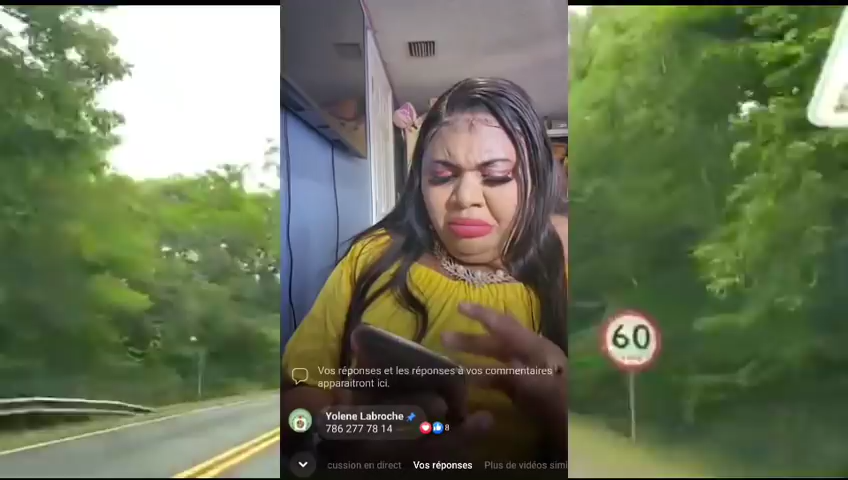 Vos réponses et les réponses à vos commentaires
apparaitront ici.
Yolene Labroche
786 277 78 14
8
cussion en direct Vos réponses Plus de vidéos simi
60